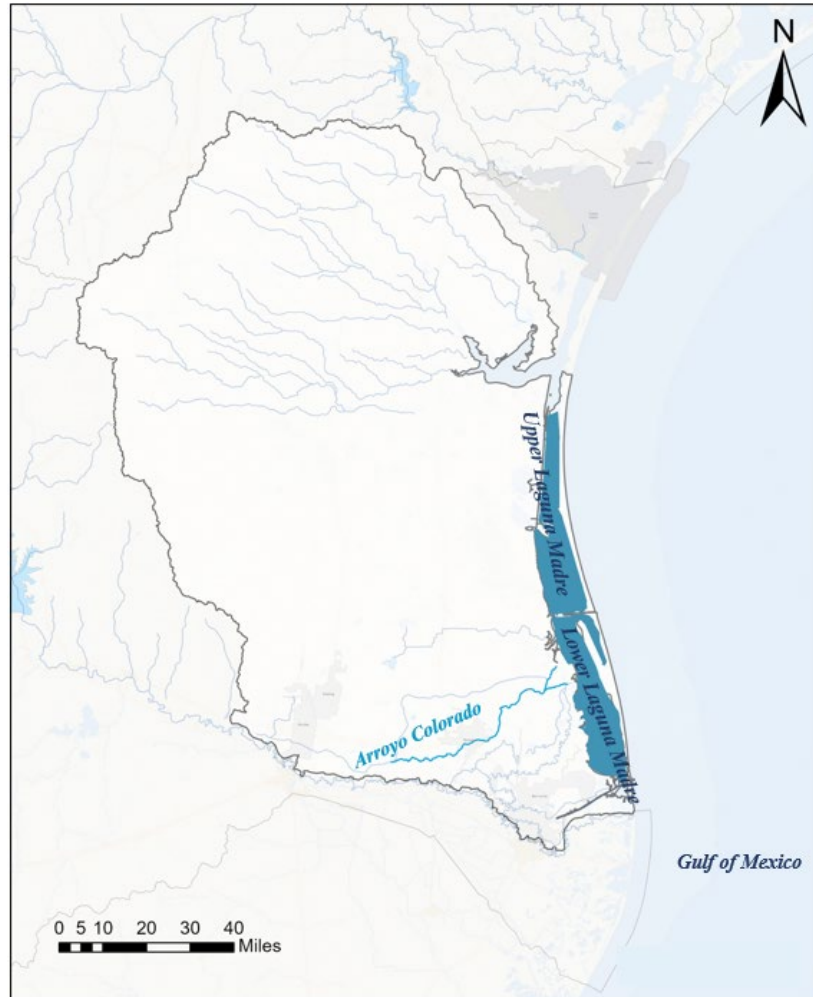 N
Upper Laguna Madre
Lower Laguna Madre
Arroyo Colorado
Gulf of Mexico
0 5 10 20 30 40
Miles